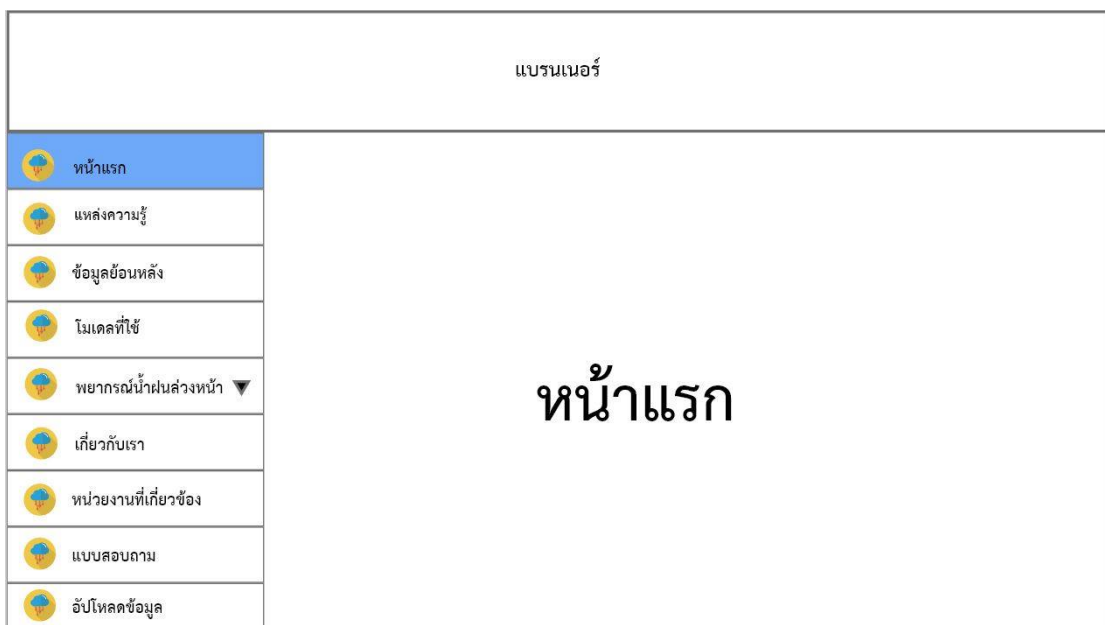 แบรนเนอร์
หน้าแรก
แหล่งความรู้
ข้อมูลย้อนหลัง
โมเดลที่ใช้
พยากรณ์น้ำฝนล่วงหน้า
เกี่ยวกับเรา
หน่วยงานที่เกี่ยวข้อง
แบบสอบถาม
อัปโหลดข้อมูล
หน้าแรก